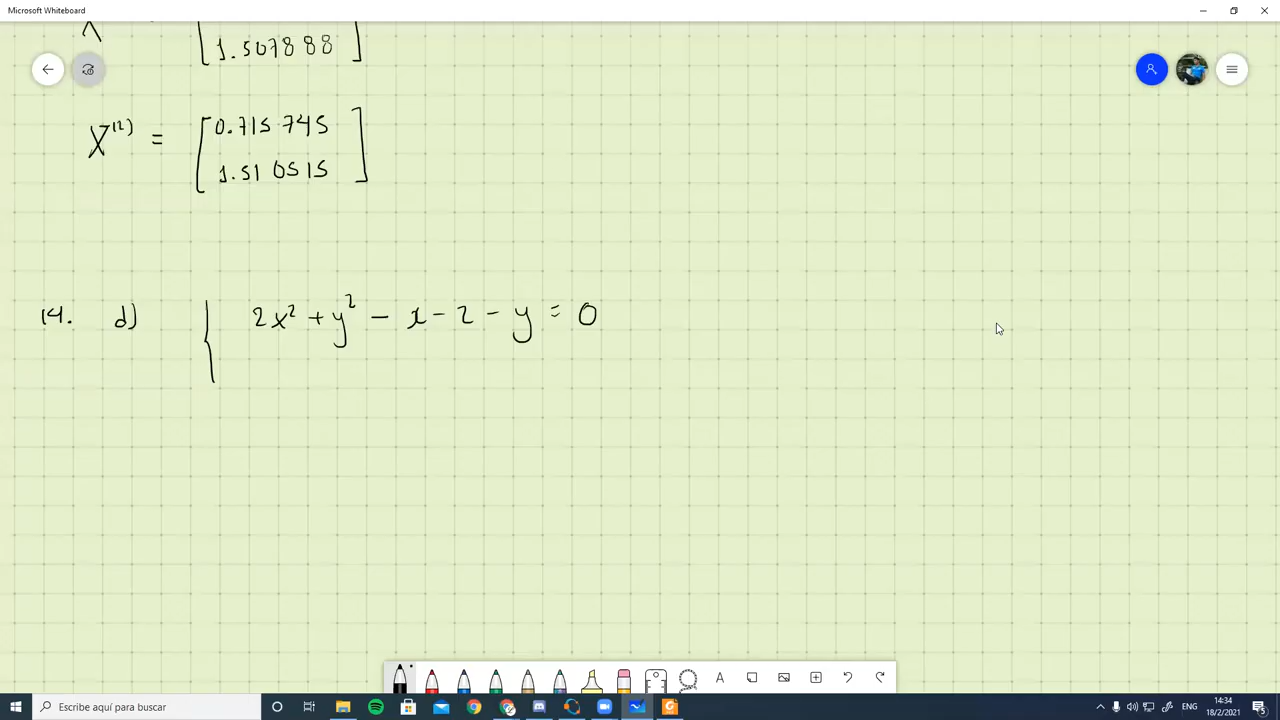 Microsoft Whiteboard
X
[1.507888]
X⁽²⁾ = [0.715745
1.510515]
14. d) { 2x² + y² - x - 2 - y = 0
A
Escribe aquí para buscar
ENG
14:34
18/2/2021